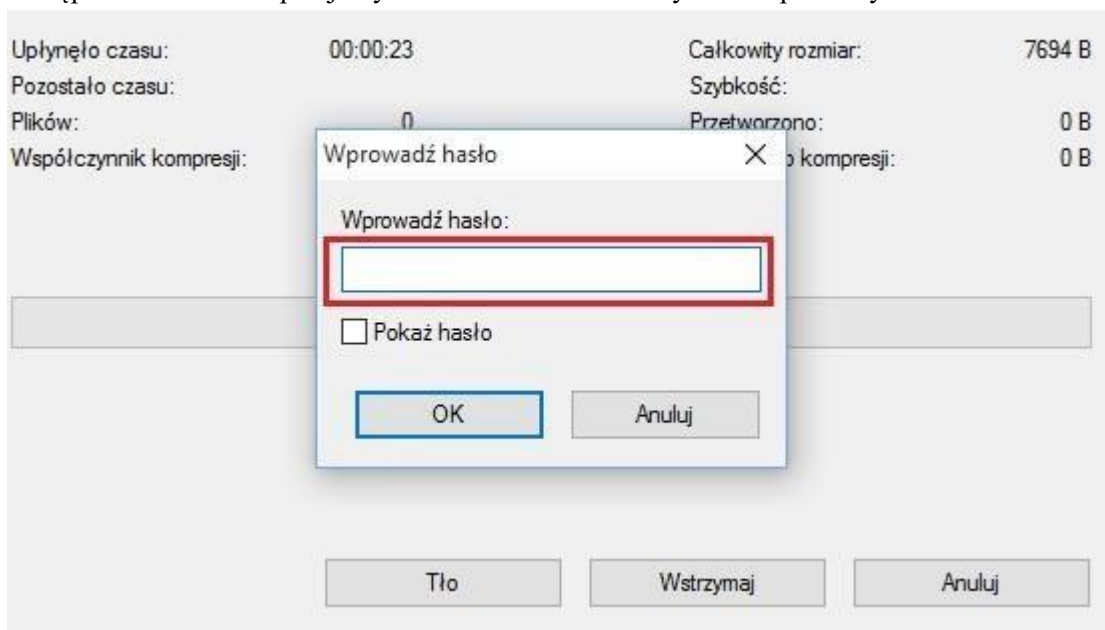 Upłynęło czasu: 00:00:23 Całkowity rozmiar: 7694 B
Pozostało czasu: Szybkość:
Plików: 0 Przetworzono: 0 B
Współczynnik kompresji: kompresji: 0 B
Wprowadź hasło
Wprowadź hasło:
Pokaż hasło
OK Anuluj
Tło Wstrzymaj Anuluj